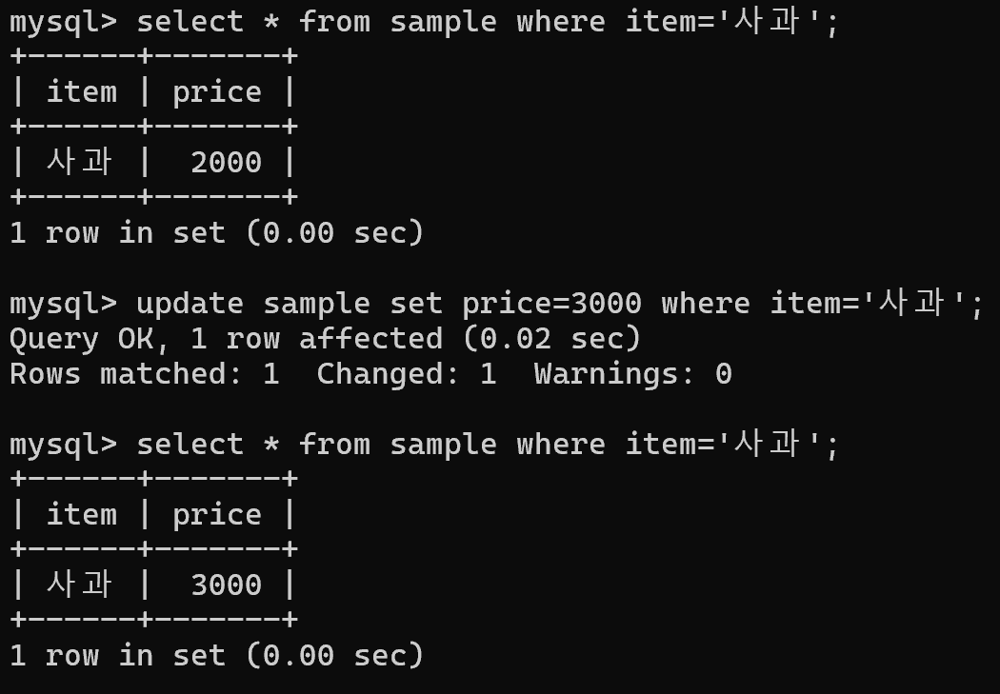 mysql> select * from sample where item='사과';
+------+-------+
| item | price |
+------+-------+
| 사과 |  2000 |
+------+-------+
1 row in set (0.00 sec)

mysql> update sample set price=3000 where item='사과';
Query OK, 1 row affected (0.02 sec)
Rows matched: 1  Changed: 1  Warnings: 0

mysql> select * from sample where item='사과';
+------+-------+
| item | price |
+------+-------+
| 사과 |  3000 |
+------+-------+
1 row in set (0.00 sec)